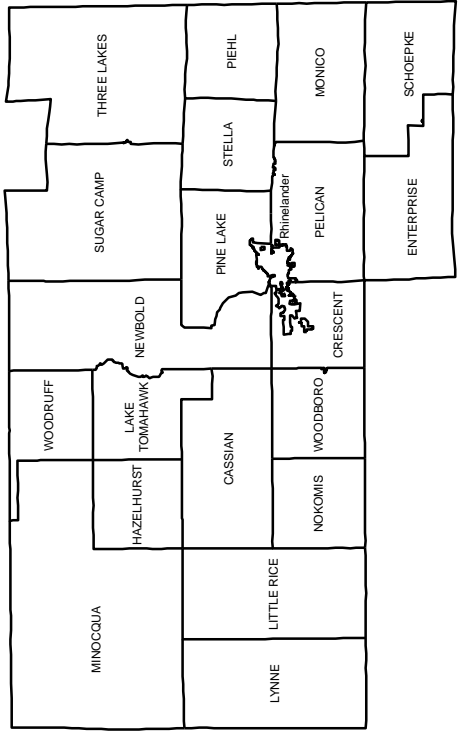 THREE LAKES
PIEHL
MONICO
SCHOEPKE
STELLA
SUGAR CAMP
PINE LAKE
Rhinelander
PELICAN
ENTERPRISE
NEWBOLD
CRESCENT
WOODRUFF
LAKE
TOMAHAWK
CASSIAN
WOODBORO
HAZELHURST
NOKOMIS
MINOCQUA
LITTLE RICE
LYNNE